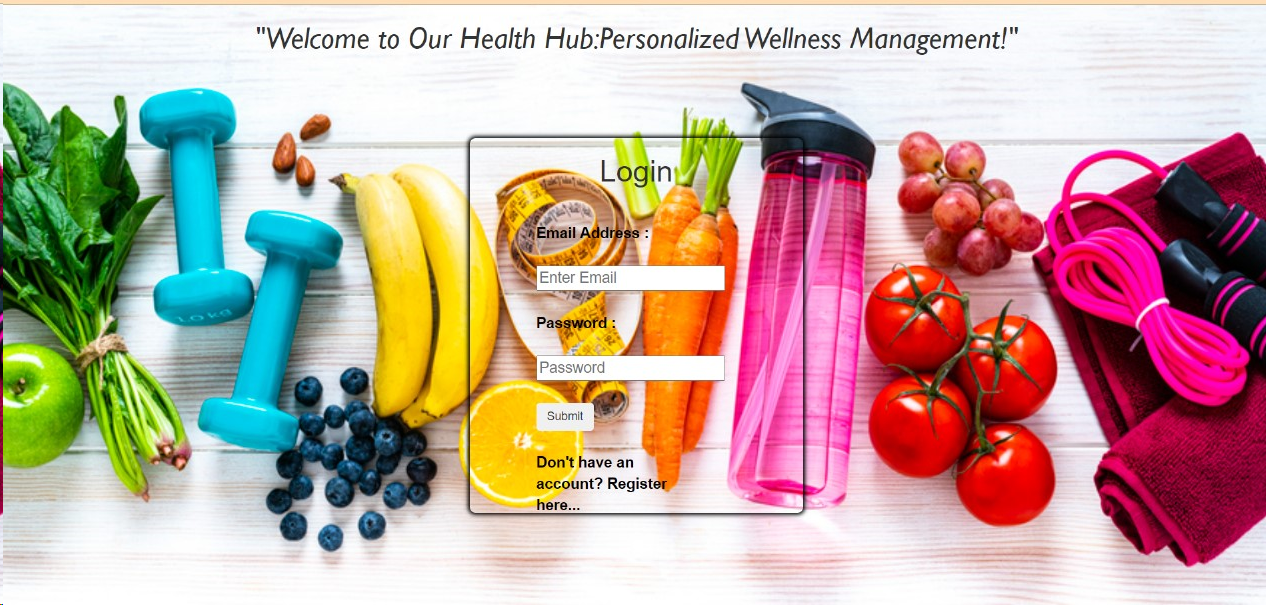 "Welcome to Our Health Hub:Personalized Wellness Management!"
Login
Email Address :
Enter Email
Password :
Password
Submit
Don't have an
account? Register
here...